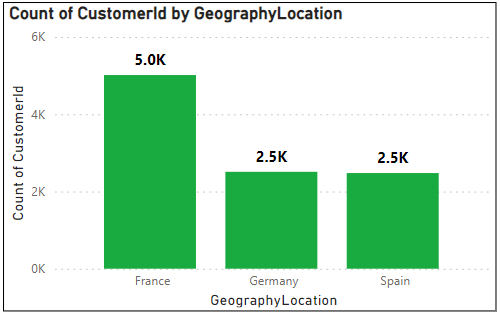 Count of CustomerId by GeographyLocation
6K
4K
2K
0K
Count of CustomerId
5.0K
2.5K
2.5K
France
Germany
Spain
GeographyLocation